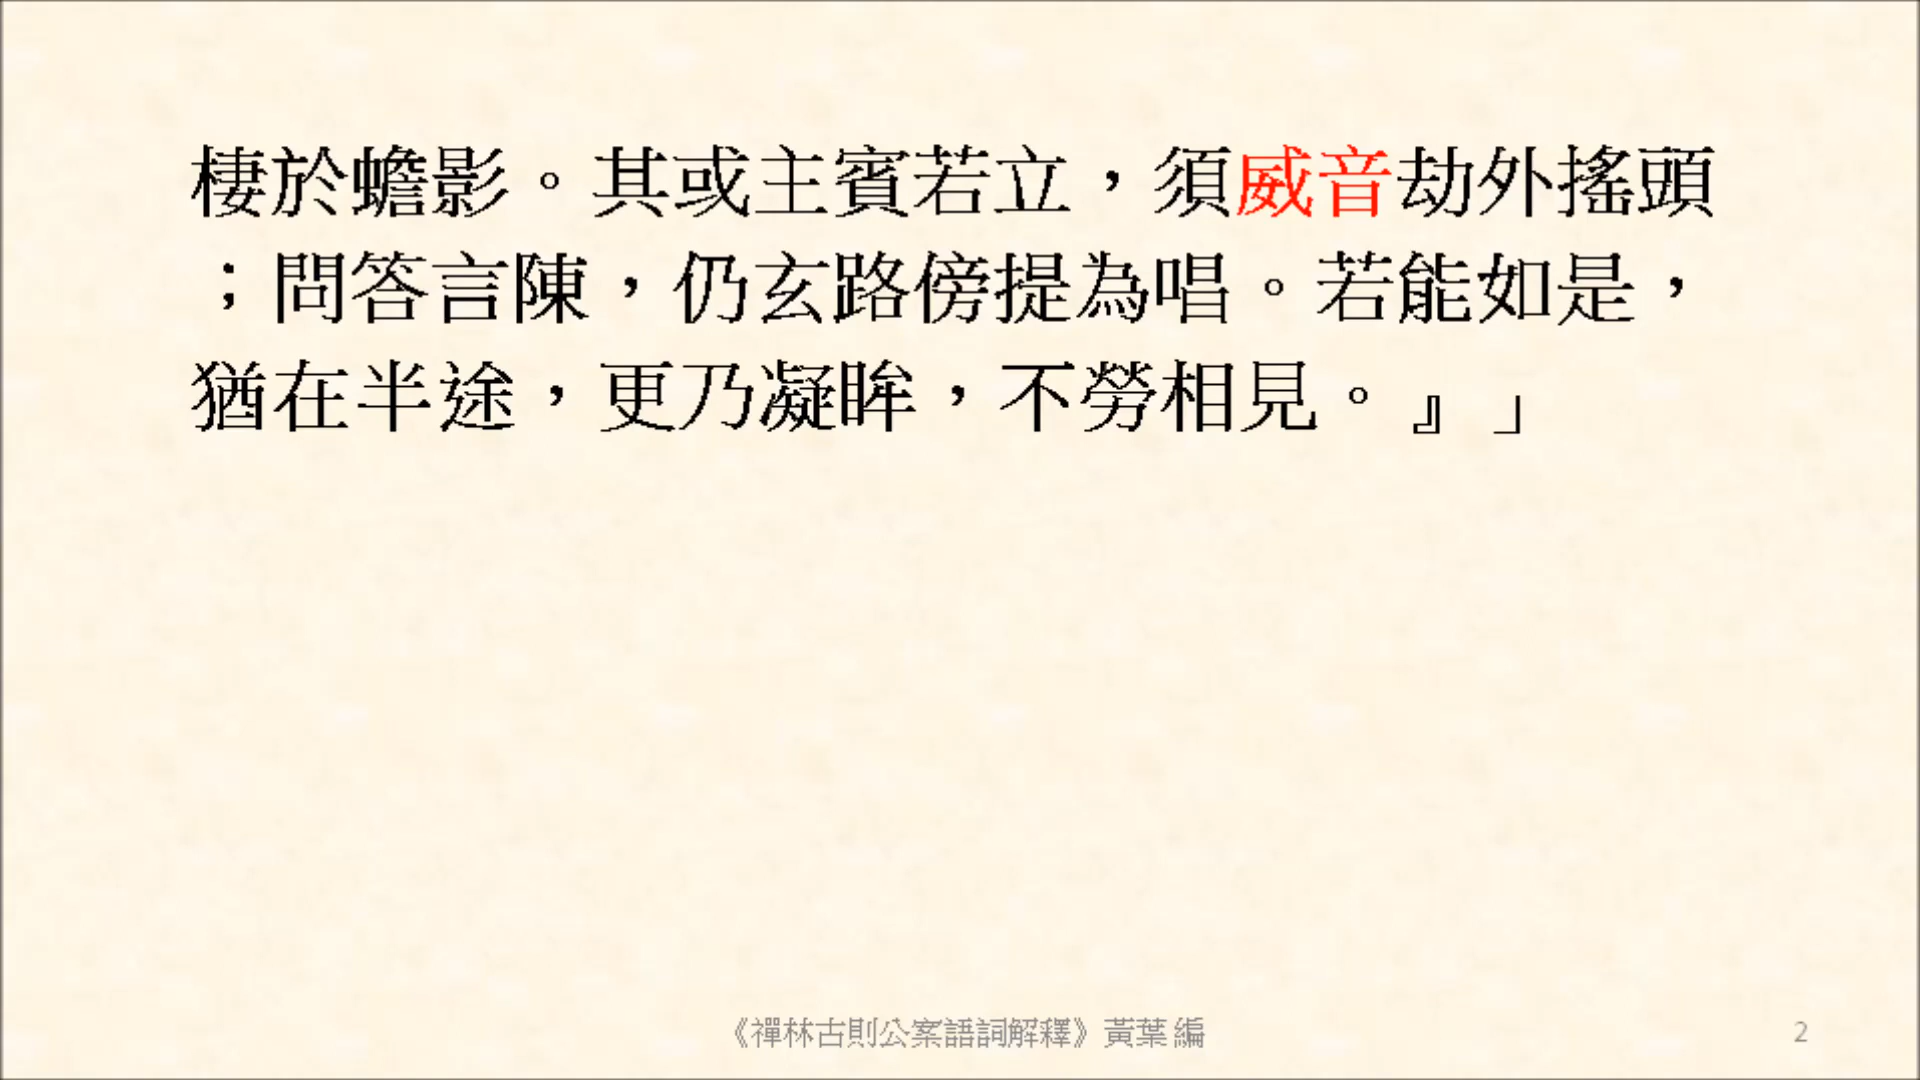 棲於蟾影。其或主賓若立，須威音劫外搖頭
；問答言陳，仍玄路傍提為唱。若能如是，
猶在半途，更乃凝眸，不勞相見。』」
《禪林古則公案語詞解釋》黃葉 編
2